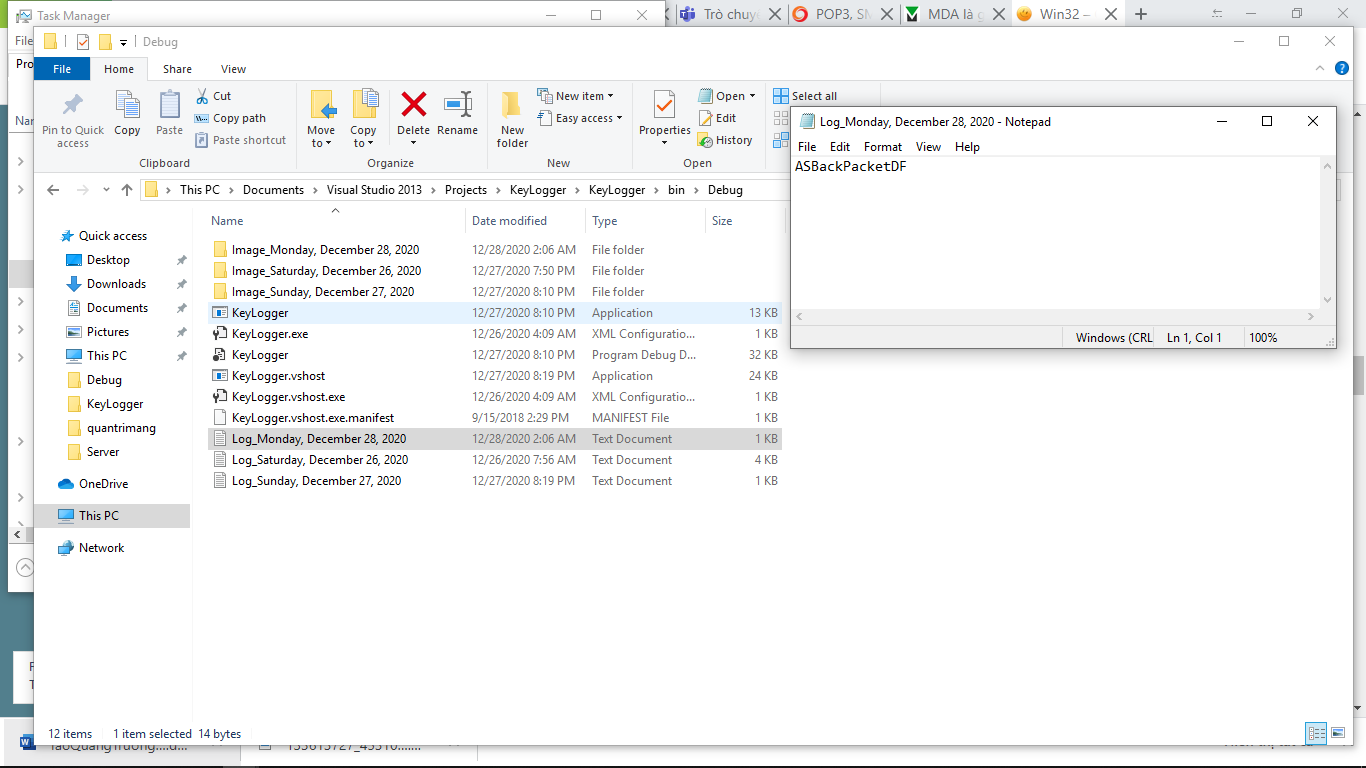 Task Manager
Trò chuyệ
POP3, SM
MDA là g
Win32 –
File
Pro
Debug
File Home Share View
Pin to Quick access
Copy
Paste
Cut
Copy path
Paste shortcut
Clipboard
Move to
Copy to
Delete
Rename
Organize
New folder
New item
Easy access
New
Properties
Open
Edit
History
Open
Select all
This PC > Documents > Visual Studio 2013 > Projects > KeyLogger > KeyLogger > bin > Debug
Quick access
Desktop
Downloads
Documents
Pictures
This PC
Debug
KeyLogger
quantrimang
Server
OneDrive
This PC
Network
Name Date modified Type Size
Image_Monday, December 28, 2020 12/28/2020 2:06 AM File folder
Image_Saturday, December 26, 2020 12/27/2020 7:50 PM File folder
Image_Sunday, December 27, 2020 12/27/2020 8:10 PM File folder
KeyLogger 12/27/2020 8:10 PM Application 13 KB
KeyLogger.exe 12/26/2020 4:09 AM XML Configuratio... 1 KB
KeyLogger 12/27/2020 8:10 PM Program Debug D... 32 KB
KeyLogger.vshost 12/27/2020 8:19 PM Application 24 KB
KeyLogger.vshost.exe 12/26/2020 4:09 AM XML Configuratio... 1 KB
KeyLogger.vshost.exe.manifest 9/15/2018 2:29 PM MANIFEST File 1 KB
Log_Monday, December 28, 2020 12/28/2020 2:06 AM Text Document 1 KB
Log_Saturday, December 26, 2020 12/26/2020 7:56 AM Text Document 4 KB
Log_Sunday, December 27, 2020 12/27/2020 8:19 PM Text Document 1 KB
Log_Monday, December 28, 2020 - Notepad
File Edit Format View Help
ASBackPacketDF
Windows (CRL Ln 1, Col 1 100%
12 items 1 item selected 14 bytes